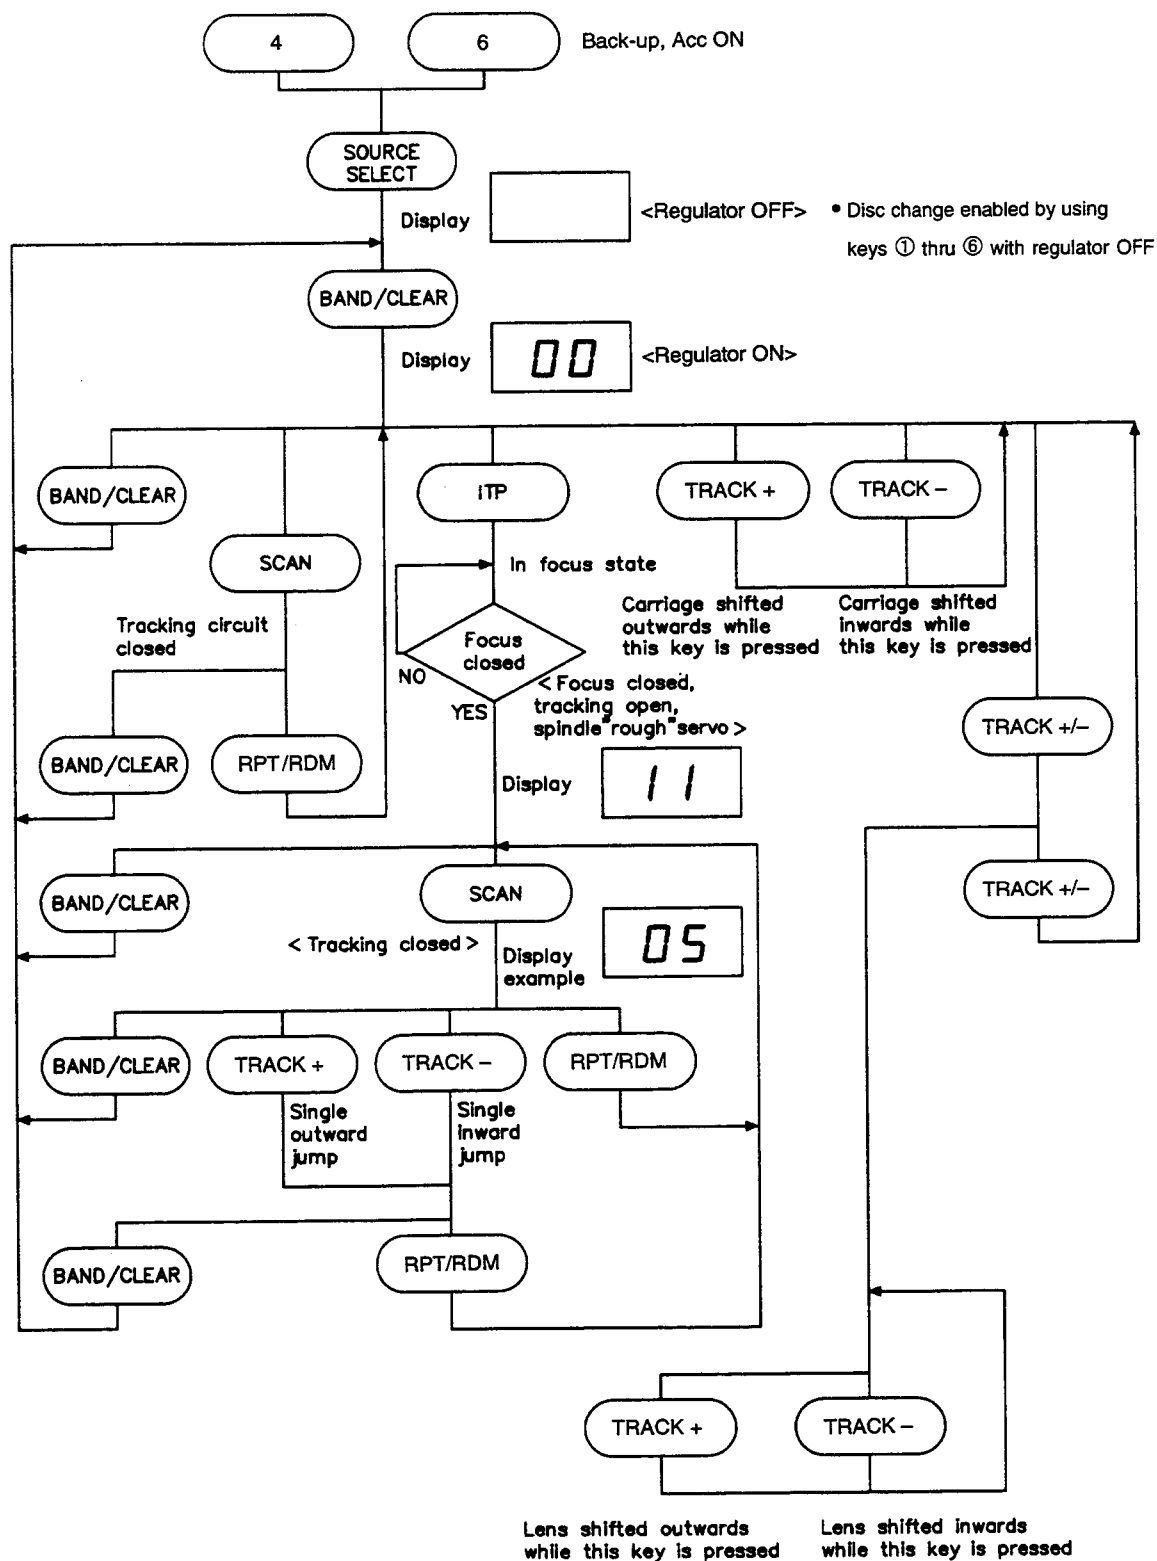 4
6
Back-up, Acc ON
SOURCE
SELECT
Display
<Regulator OFF>
• Disc change enabled by using
keys ① thru ⑥ with regulator OFF
BAND/CLEAR
Display
00
<Regulator ON>
BAND/CLEAR
ITP
TRACK +
TRACK –
SCAN
In focus state
Tracking circuit
closed
Focus
closed
NO
YES
Carriage shifted
outwards while
this key is pressed
Carriage shifted
inwards while
this key is pressed
< Focus closed,
tracking open,
spindle "rough" servo >
TRACK +/–
BAND/CLEAR
RPT/RDM
Display
11
BAND/CLEAR
SCAN
TRACK +/–
< Tracking closed >
Display
example
05
BAND/CLEAR
TRACK +
TRACK –
RPT/RDM
Single
outward
jump
Single
inward
jump
BAND/CLEAR
RPT/RDM
TRACK +
TRACK –
Lens shifted outwards
while this key is pressed
Lens shifted inwards
while this key is pressed